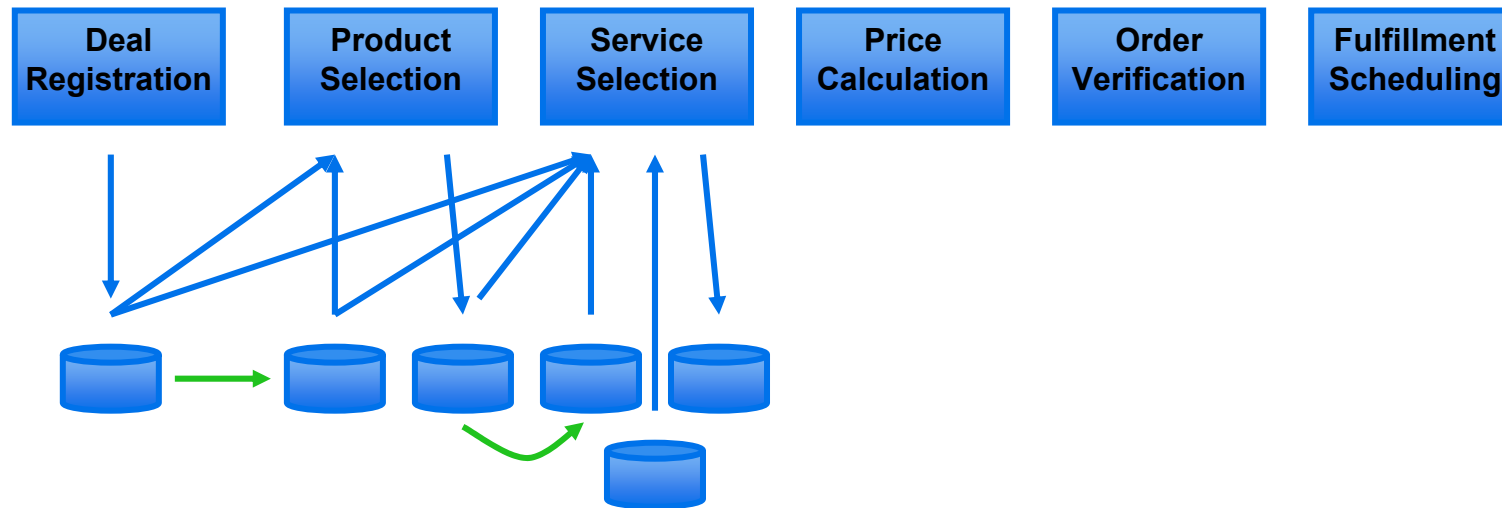 Deal
Registration
Product
Selection
Service
Selection
Price
Calculation
Order
Verification
Fulfillment
Scheduling